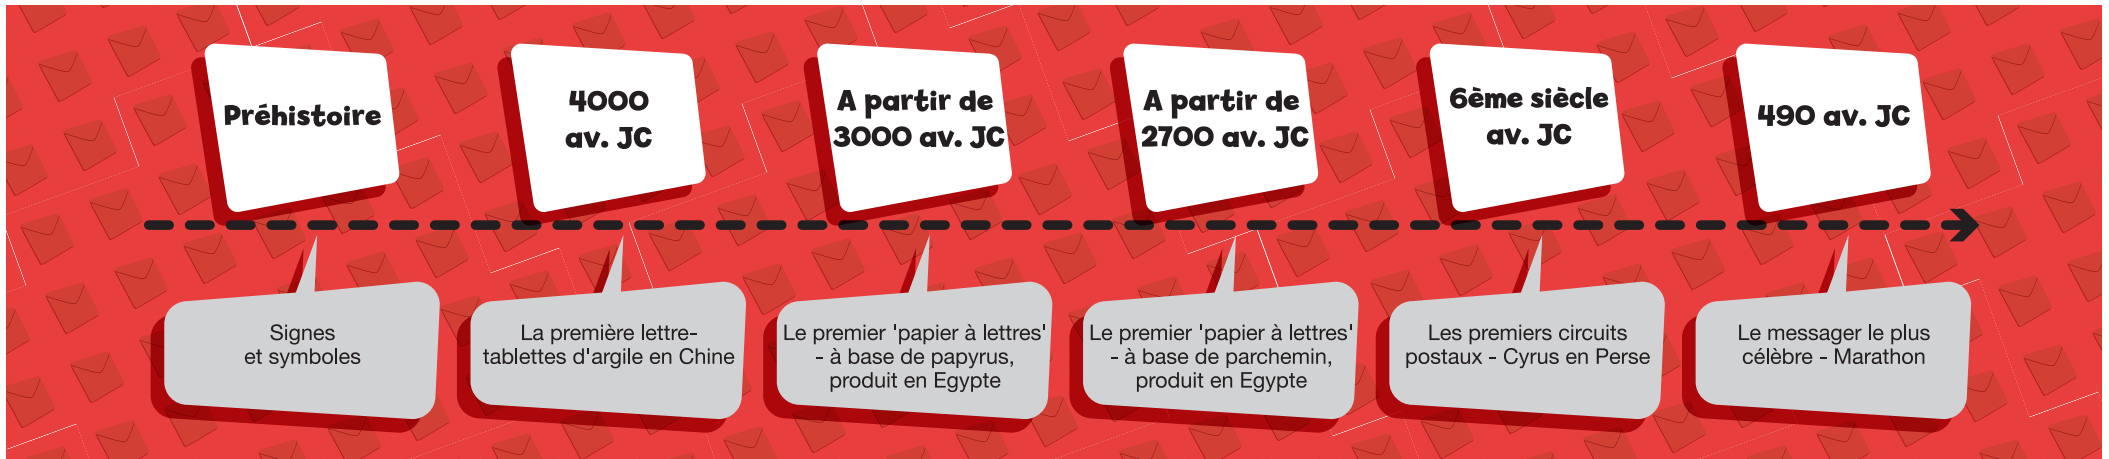 Préhistoire
4000
av. JC
A partir de
3000 av. JC
A partir de
2700 av. JC
6ème siècle
av. JC
490 av. JC
Signes
et symboles
La première lettre-
tablettes d'argile en Chine
Le premier 'papier à lettres'
- à base de papyrus,
produit en Egypte
Le premier 'papier à lettres'
- à base de parchemin,
produit en Egypte
Les premiers circuits
postaux - Cyrus en Perse
Le messager le plus
célèbre - Marathon